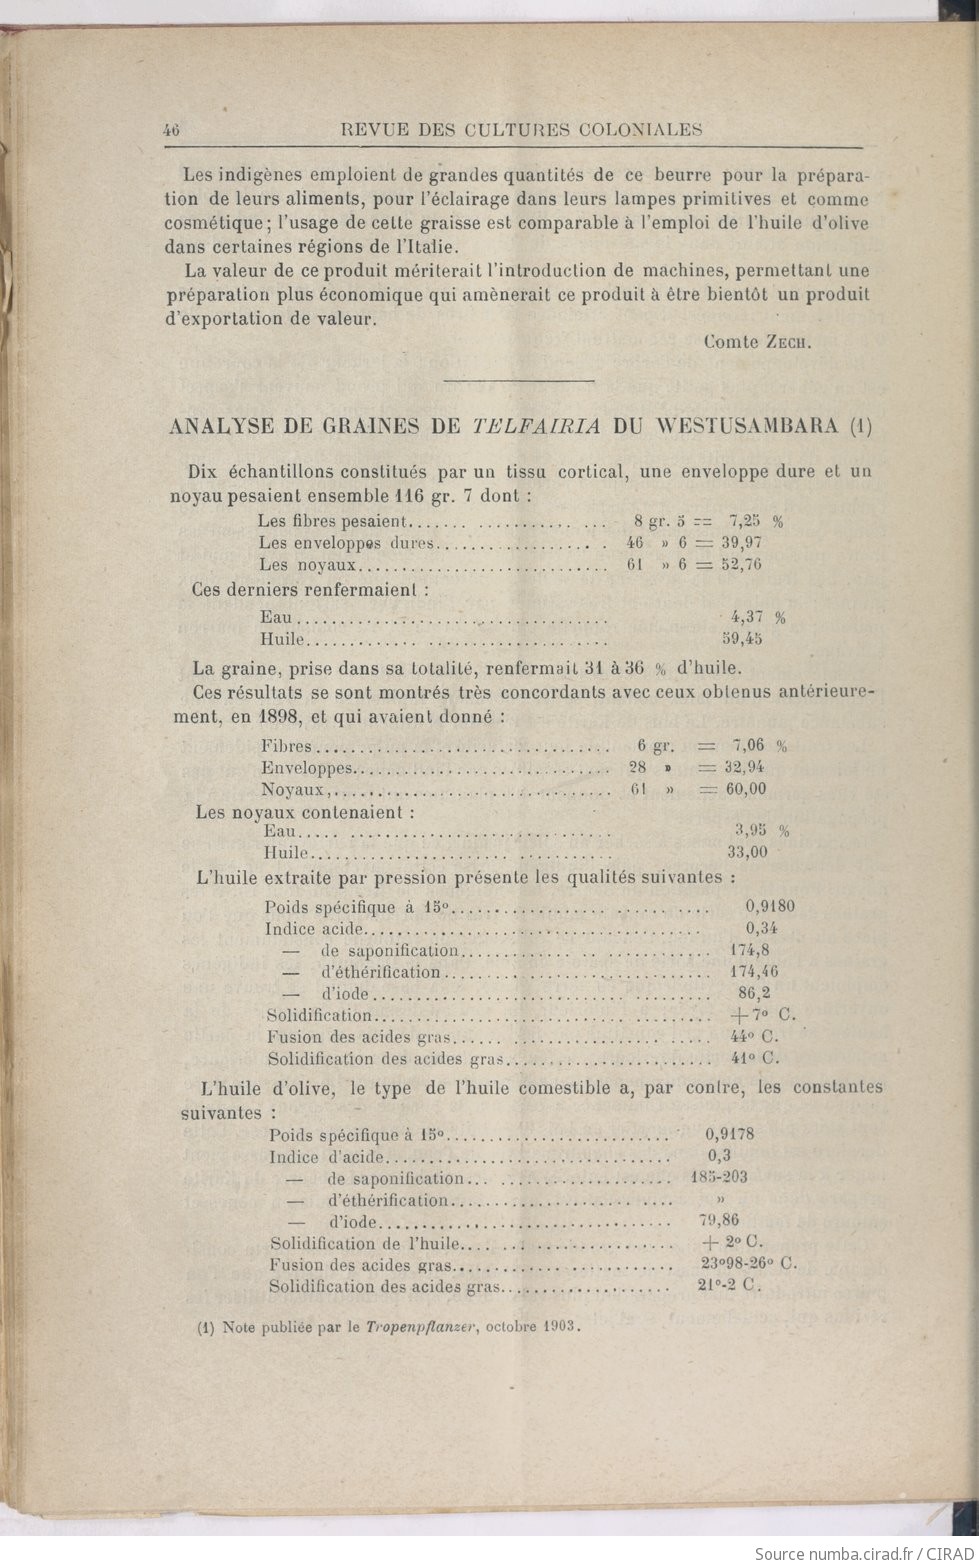 46 REVUE DES CULTURES COLONIALES
Les indigènes emploient de grandes quantités de ce beurre pour la prépara-
tion de leurs aliments, pour l'éclairage dans leurs lampes primitives et comme
cosmétique; l'usage de cette graisse est comparable à l'emploi de l'huile d'olive
dans certaines régions de l'Italie.
La valeur de ce produit mériterait l'introduction de machines, permettant une
préparation plus économique qui amènerait ce produit à être bientôt un produit
d'exportation de valeur.
Comte ZECH.
ANALYSE DE GRAINES DE TELFAIRIA DU WESTUSAMBARA (1)
Dix échantillons constitués par un tissu cortical, une enveloppe dure et un
noyau pesaient ensemble 116 gr. 7 dont :
Les fibres pesaient........................ 8 gr. 5 == 7,25 %
Les enveloppes dures................... 46 » 6 = 39,97
Les noyaux............................. 61 » 6 = 52,76
Ces derniers renfermaient :
Eau.................................... 4,37 %
Huile................................... 59,45
La graine, prise dans sa totalité, renfermait 31 à 36 % d'huile.
Ces résultats se sont montrés très concordants avec ceux obtenus antérieure-
ment, en 1898, et qui avaient donné :
Fibres.................................. 6 gr. = 7,06 %
Enveloppes.............................. 28 » = 32,94
Noyaux,................................. 61 » = 60,00
Les noyaux contenaient :
Eau.................................... 3,95 %
Huile................................... 33,00
L'huile extraite par pression présente les qualités suivantes :
Poids spécifique à 15º.............................. 0,9180
Indice acide....................................... 0,34
— de saponification............................ 174,8
— d'éthérification............................... 174,46
— d'iode....................................... 86,2
Solidification....................................... +7º C.
Fusion des acides gras.............................. 44º C.
Solidification des acides gras........................ 41º C.
L'huile d'olive, le type de l'huile comestible a, par contre, les constantes
suivantes :
Poids spécifique à 15º.......................... 0,9178
Indice d'acide................................. 0,3
— de saponification....................... 185-203
— d'éthérification.......................... »
— d'iode.................................. 79,86
Solidification de l'huile......................... + 2º C.
Fusion des acides gras.......................... 23º98-26º C.
Solidification des acides gras.................... 21º-2 C.
(1) Note publiée par le Tropenpflanzer, octobre 1903.
Source numba.cirad.fr / CIRAD